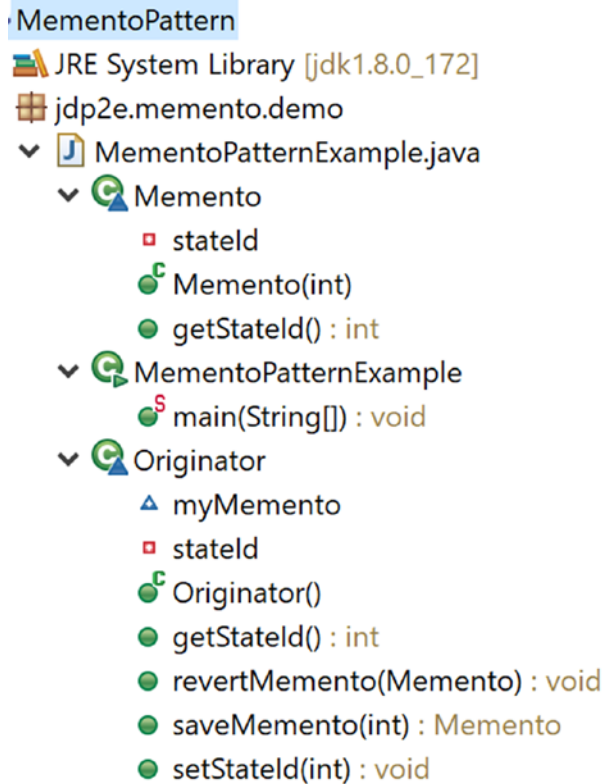 MementoPattern
JRE System Library [jdk1.8.0_172]
jdp2e.memento.demo
J MementoPatternExample.java
C Memento
stateId
C Memento(int)
getStateId() : int
C MementoPatternExample
S main(String[]) : void
C Originator
myMemento
stateId
C Originator()
getStateId() : int
revertMemento(Memento) : void
saveMemento(int) : Memento
setStateId(int) : void